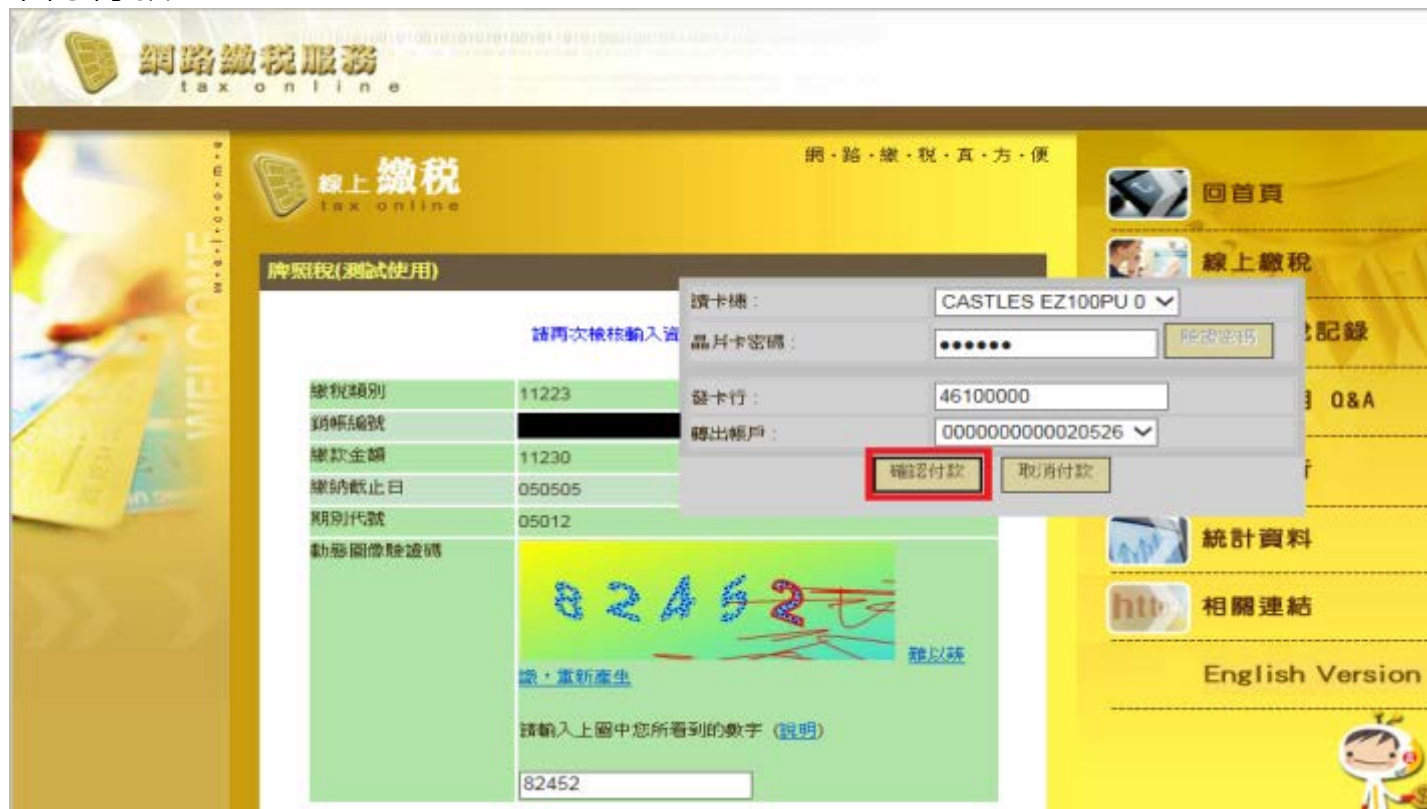 網路繳稅服務
tax online
w·e·l·c·o·m·e
WELCOME
線上繳稅
tax online
網·路·繳·稅·真·方·便
牌照稅(測試使用)
請再次檢核輸入資
繳稅類別 11223
銷帳編號
繳款金額 11230
繳納截止日 050505
期別代號 05012
動態圖像驗證碼
82452
難以辨
識，重新產生
請輸入上圖中您所看到的數字 (說明)
82452
讀卡機： CASTLES EZ100PU 0
晶片卡密碼： ●●●●●● 驗證密碼
發卡行： 46100000
轉出帳戶： 0000000000020526
確認付款 取消付款
回首頁
線上繳稅
記錄
Q&A
統計資料
http
相關連結
English Version